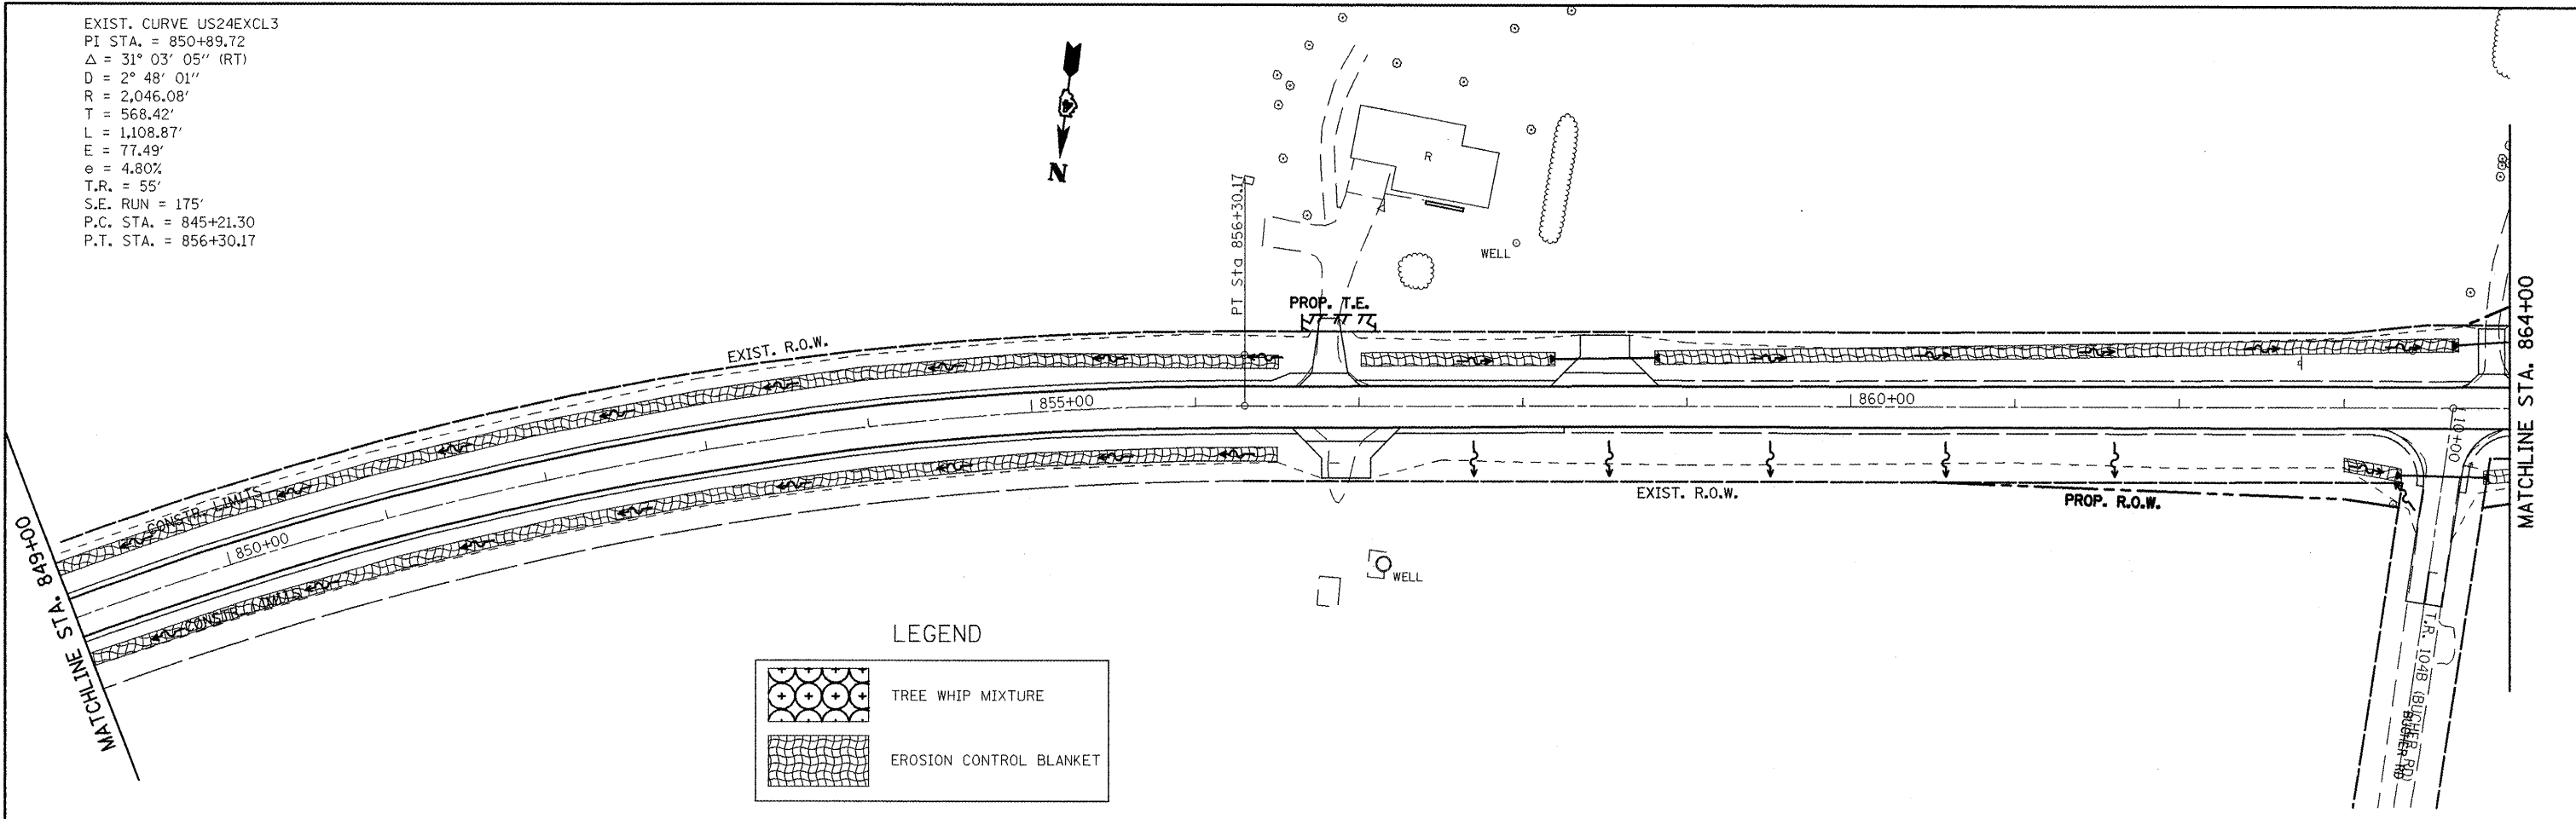 EXIST. CURVE US24EXCL3
PI STA. = 850+89.72
Δ = 31° 03' 05'' (RT)
D = 2° 48' 01''
R = 2,046.08'
T = 568.42'
L = 1,108.87'
E = 77.49'
e = 4.80%
T.R. = 55'
S.E. RUN = 175'
P.C. STA. = 845+21.30
P.T. STA. = 856+30.17
N
R
WELL
PT Sta 856+30.17
PROP. T.E.
EXIST. R.O.W.
MATCHLINE STA. 864+00
855+00
860+00
10+00
CONSTR. LIMITS
850+00
EXIST. R.O.W.
PROP. R.O.W.
MATCHLINE STA. 849+00
CONSTR. LIMITS
WELL
T.R. 104B (BUCHER RD)
BUCHER RD
LEGEND
TREE WHIP MIXTURE
EROSION CONTROL BLANKET